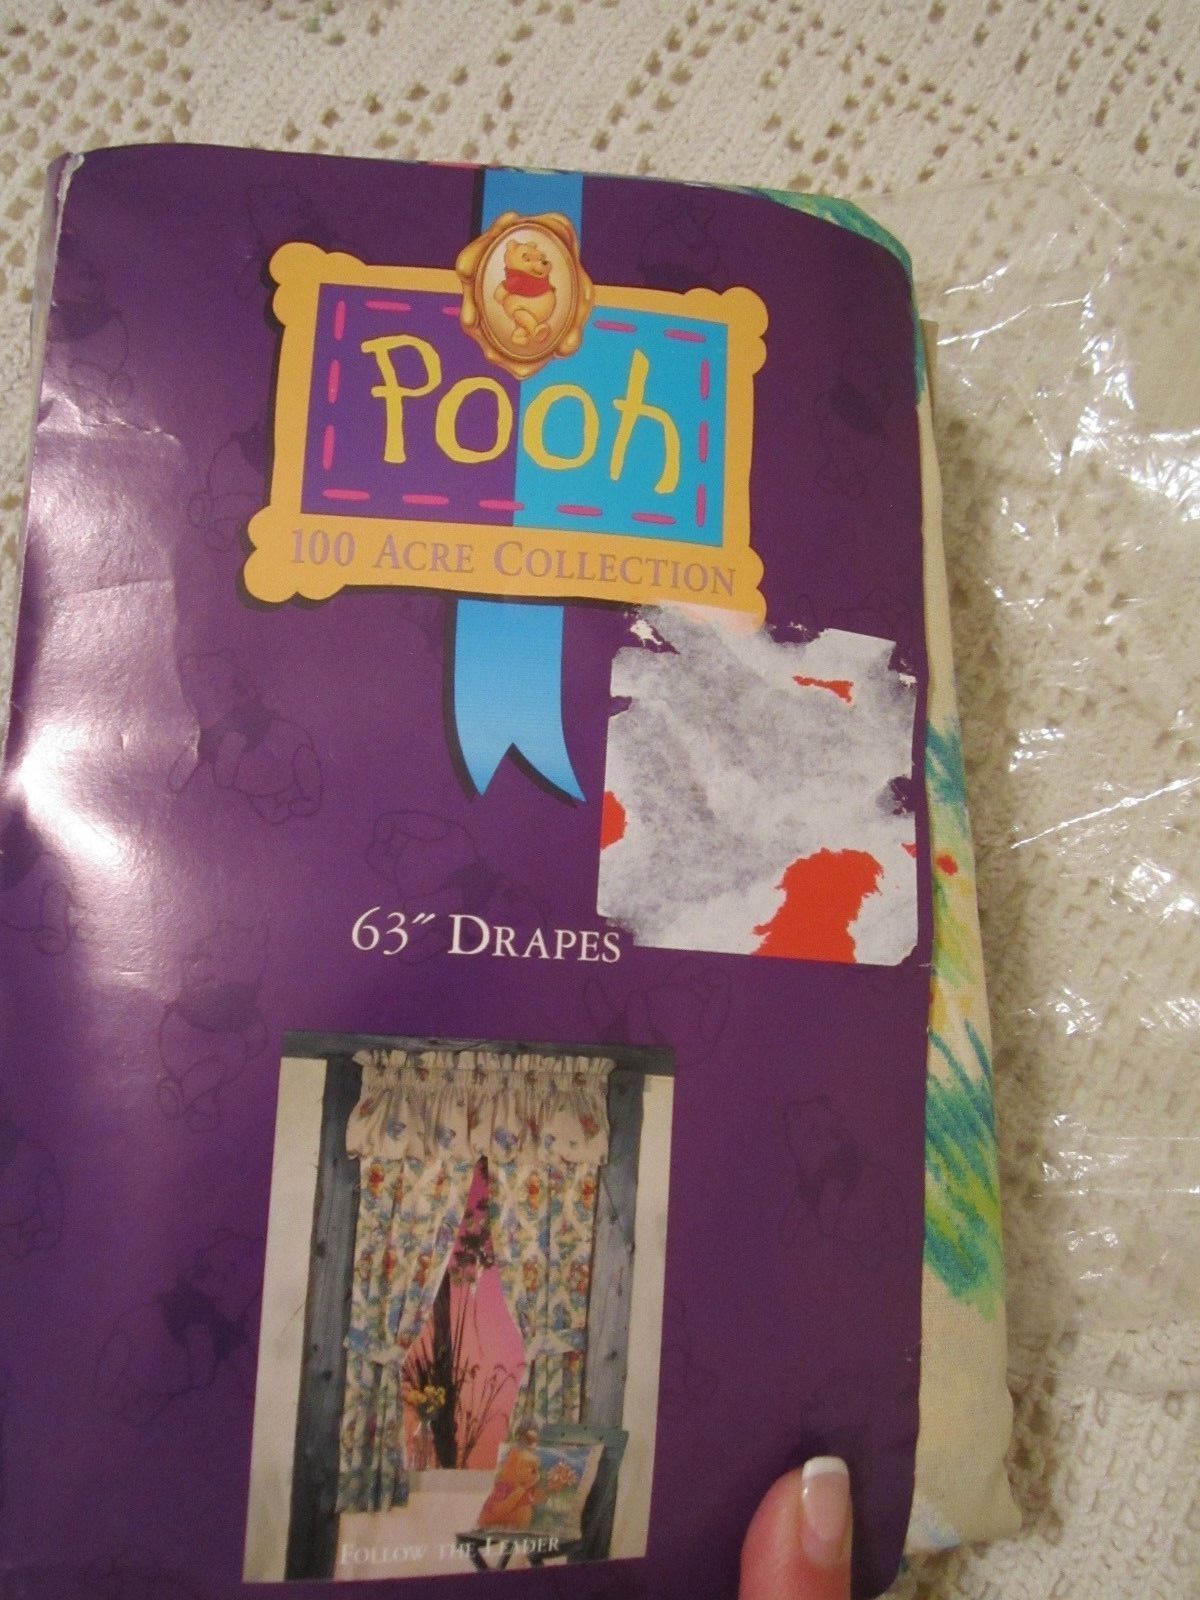 Pooh
100 ACRE COLLECTION
63″ DRAPES
FOLLOW THE LEADER